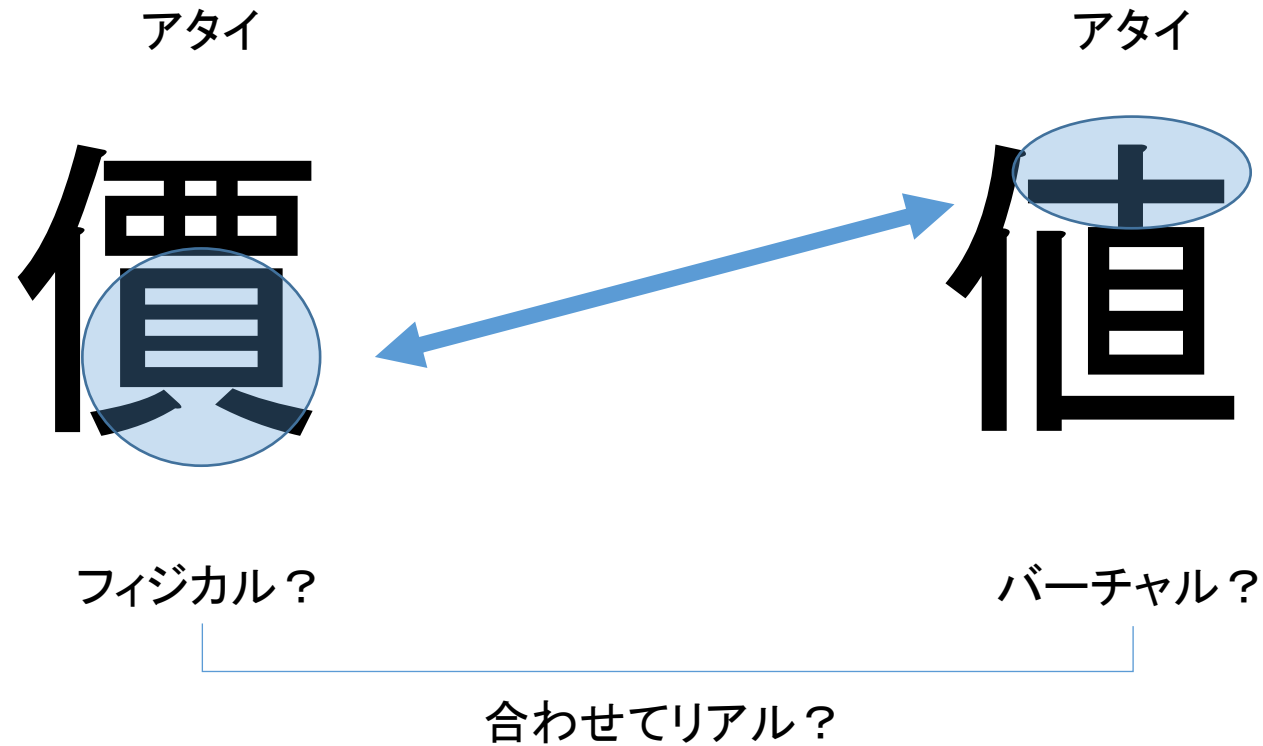 アタイ
アタイ
價
値
フィジカル？
バーチャル？
合わせてリアル？